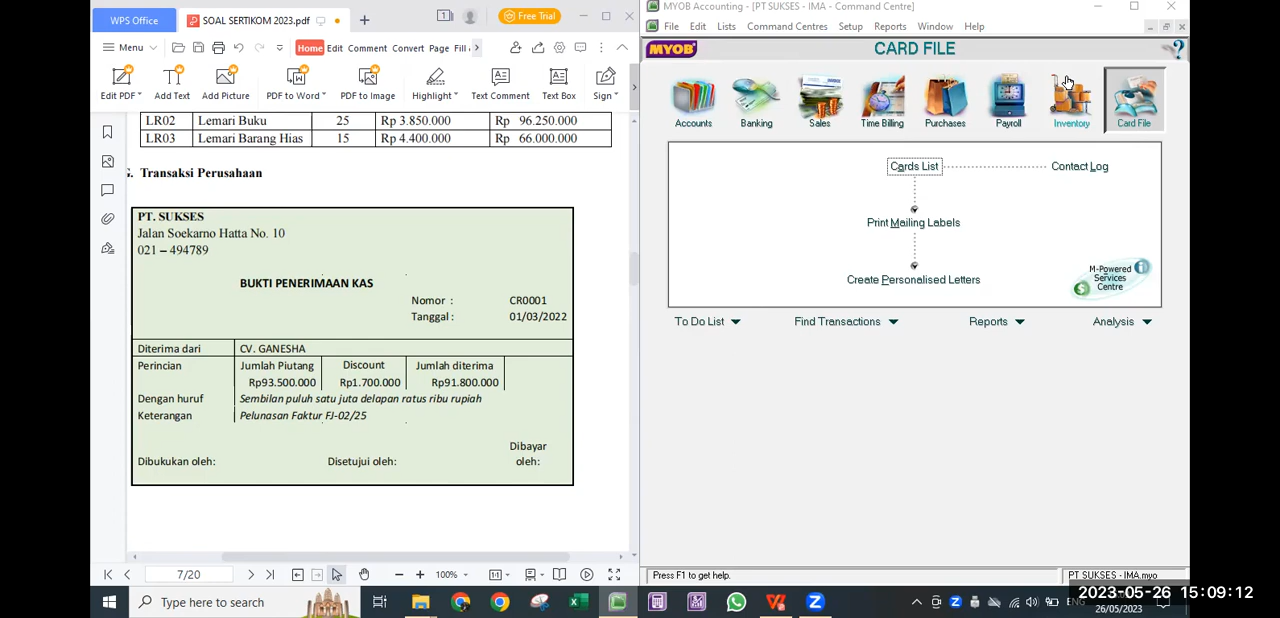 WPS Office
SOAL SERTIKOM 2023.pdf
1
Free Trial
Menu
Home Edit Comment Convert Page Fill
Edit PDF
Add Text
Add Picture
PDF to Word
PDF to Image
Highlight
Text Comment
Text Box
Sign
LR02 Lemari Buku 25 Rp 3.850.000 Rp 96.250.000
LR03 Lemari Barang Hias 15 Rp 4.400.000 Rp 66.000.000
Transaksi Perusahaan
PT. SUKSES
Jalan Soekarno Hatta No. 10
021 – 494789
BUKTI PENERIMAAN KAS
Nomor : CR0001
Tanggal : 01/03/2022
Diterima dari CV. GANESHA
Perincian Jumlah Piutang Discount Jumlah diterima
Rp93.500.000 Rp1.700.000 Rp91.800.000
Dengan huruf Sembilan puluh satu juta delapan ratus ribu rupiah
Keterangan Pelunasan Faktur FJ-02/25
Dibayar
Dibukukan oleh: Disetujui oleh: oleh:
7/20
100%
MYOB Accounting - [PT SUKSES - IMA - Command Centre]
File Edit Lists Command Centres Setup Reports Window Help
MYOB
CARD FILE
Accounts
Banking
Sales
Time Billing
Purchases
Payroll
Inventory
Card File
Cards List
Contact Log
Print Mailing Labels
Create Personalised Letters
M-Powered
Services
Centre
To Do List
Find Transactions
Reports
Analysis
Press F1 to get help.
PT SUKSES - IMA.myo
Type here to search
ENG
26/05/2023
2023-05-26 15:09:12